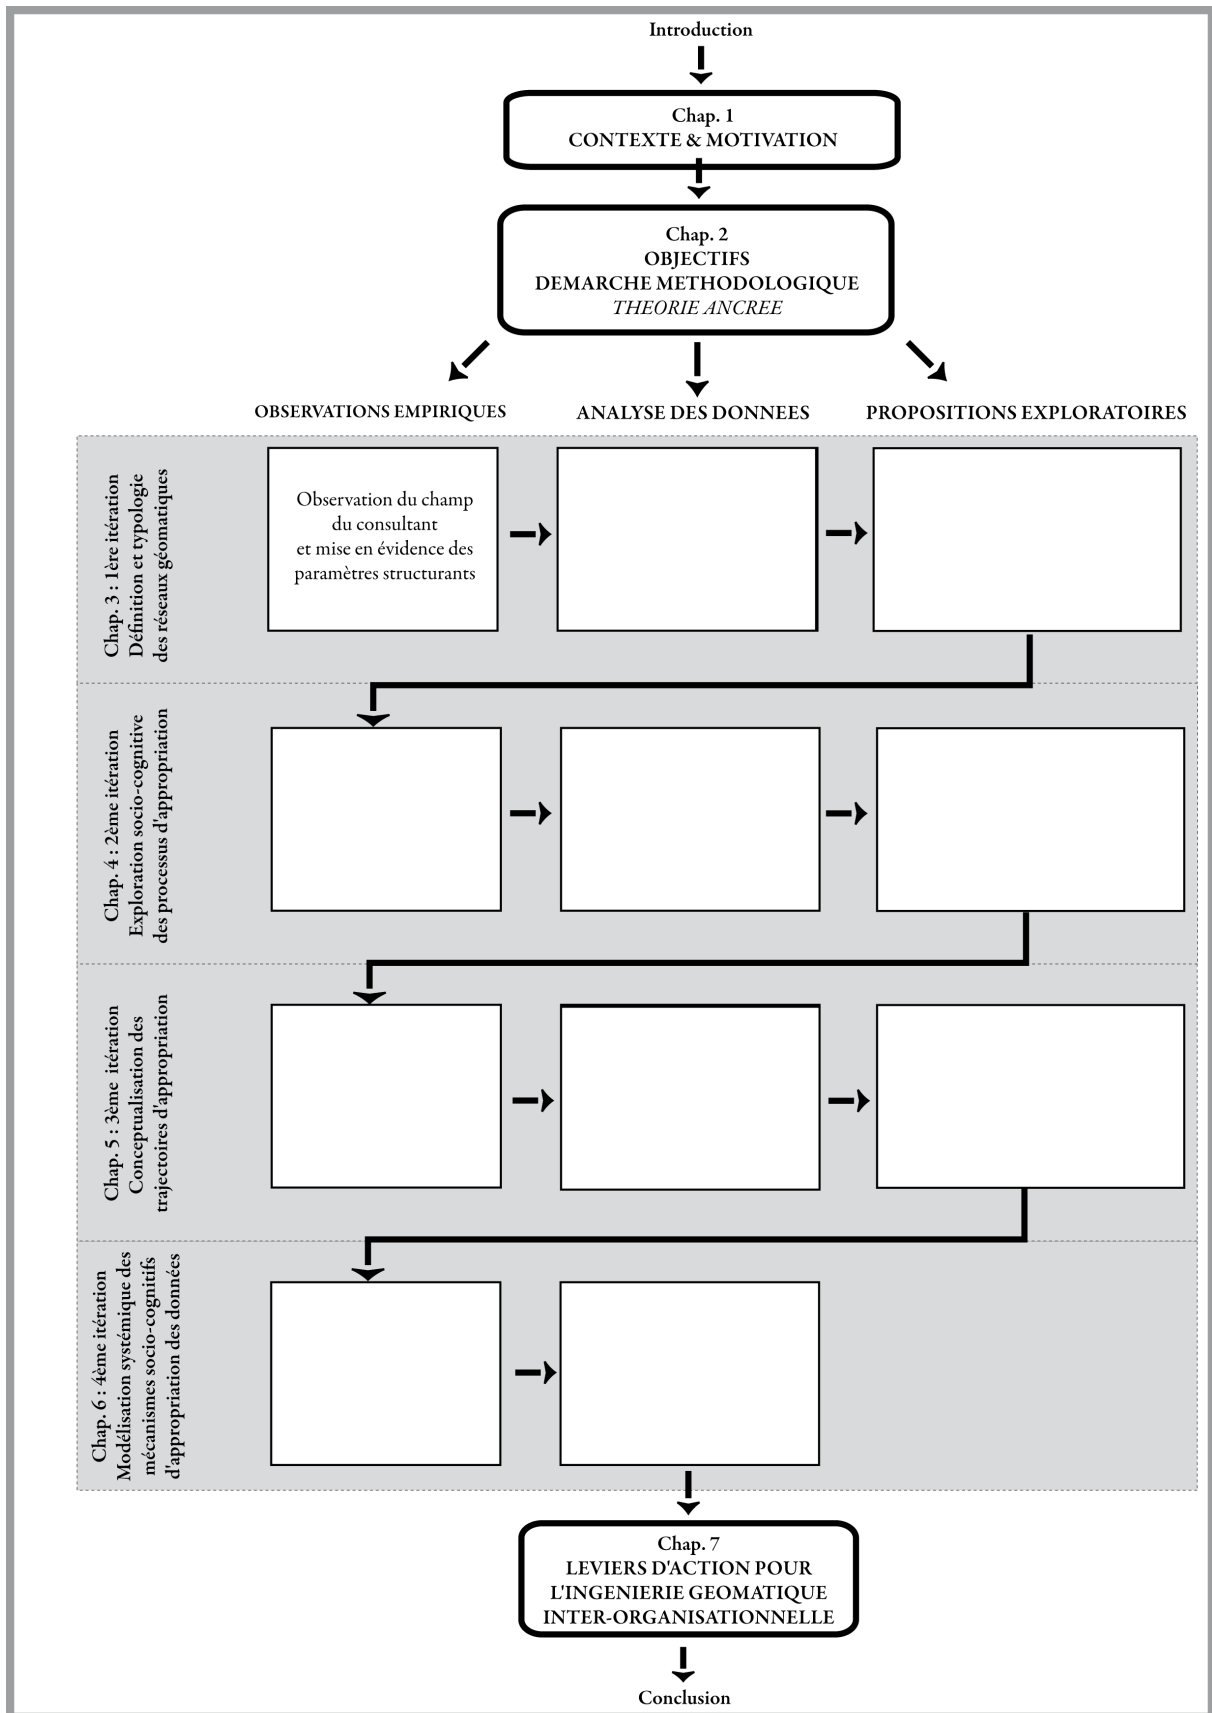 Introduction
Chap. 1
CONTEXTE & MOTIVATION
Chap. 2
OBJECTIFS
DEMARCHE METHODOLOGIQUE
THEORIE ANCREE
OBSERVATIONS EMPIRIQUES
ANALYSE DES DONNEES
PROPOSITIONS EXPLORATOIRES
Chap. 3 : 1ère itération
Définition et typologie
des réseaux géomatiques
Observation du champ
du consultant
et mise en évidence des
paramètres structurants
Chap. 4 : 2ème itération
Exploration socio-cognitive
des processus d'appropriation
Chap. 5 : 3ème itération
Conceptualisation des
trajectoires d'appropriation
Chap. 6 : 4ème itération
Modélisation systémique des
mécanismes socio-cognitifs
d'appropriation des données
Chap. 7
LEVIERS D'ACTION POUR
L'INGENIERIE GEOMATIQUE
INTER-ORGANISATIONNELLE
Conclusion